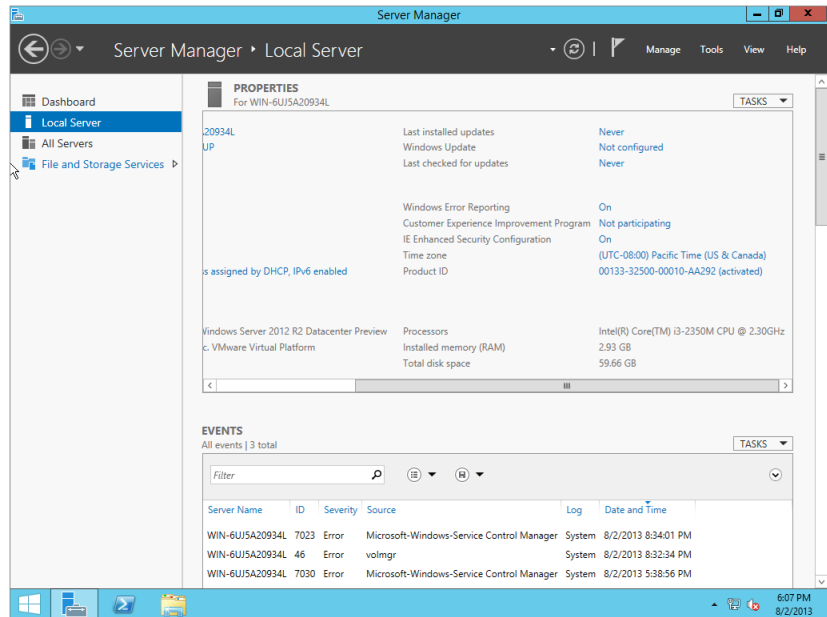 Server Manager
Server Manager • Local Server
Manage Tools View Help
Dashboard
Local Server
All Servers
File and Storage Services
PROPERTIES
For WIN-6UJ5A20934L
TASKS
20934L Last installed updates Never
UP Windows Update Not configured
Last checked for updates Never
Windows Error Reporting On
Customer Experience Improvement Program Not participating
IE Enhanced Security Configuration On
Time zone (UTC-08:00) Pacific Time (US & Canada)
ss assigned by DHCP, IPv6 enabled Product ID 00133-32500-00010-AA292 (activated)
Windows Server 2012 R2 Datacenter Preview Processors Intel(R) Core(TM) i3-2350M CPU @ 2.30GHz
c. VMware Virtual Platform Installed memory (RAM) 2.93 GB
Total disk space 59.66 GB
EVENTS
All events | 3 total
TASKS
Filter
Server Name ID Severity Source Log Date and Time
WIN-6UJ5A20934L 7023 Error Microsoft-Windows-Service Control Manager System 8/2/2013 8:34:01 PM
WIN-6UJ5A20934L 46 Error volmgr System 8/2/2013 8:32:34 PM
WIN-6UJ5A20934L 7030 Error Microsoft-Windows-Service Control Manager System 8/2/2013 5:38:56 PM
6:07 PM
8/2/2013